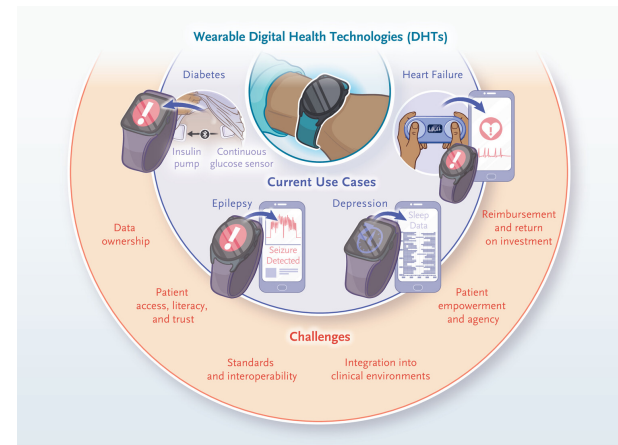 Wearable Digital Health Technologies (DHTs)
Diabetes
Heart Failure
Insulin
pump
Continuous
glucose sensor
Current Use Cases
Epilepsy
Depression
Seizure
Detected
Sleep
Data
Data
ownership
Reimbursement
and return
on investment
Patient
access, literacy,
and trust
Patient
empowerment
and agency
Challenges
Standards
and interoperability
Integration into
clinical environments